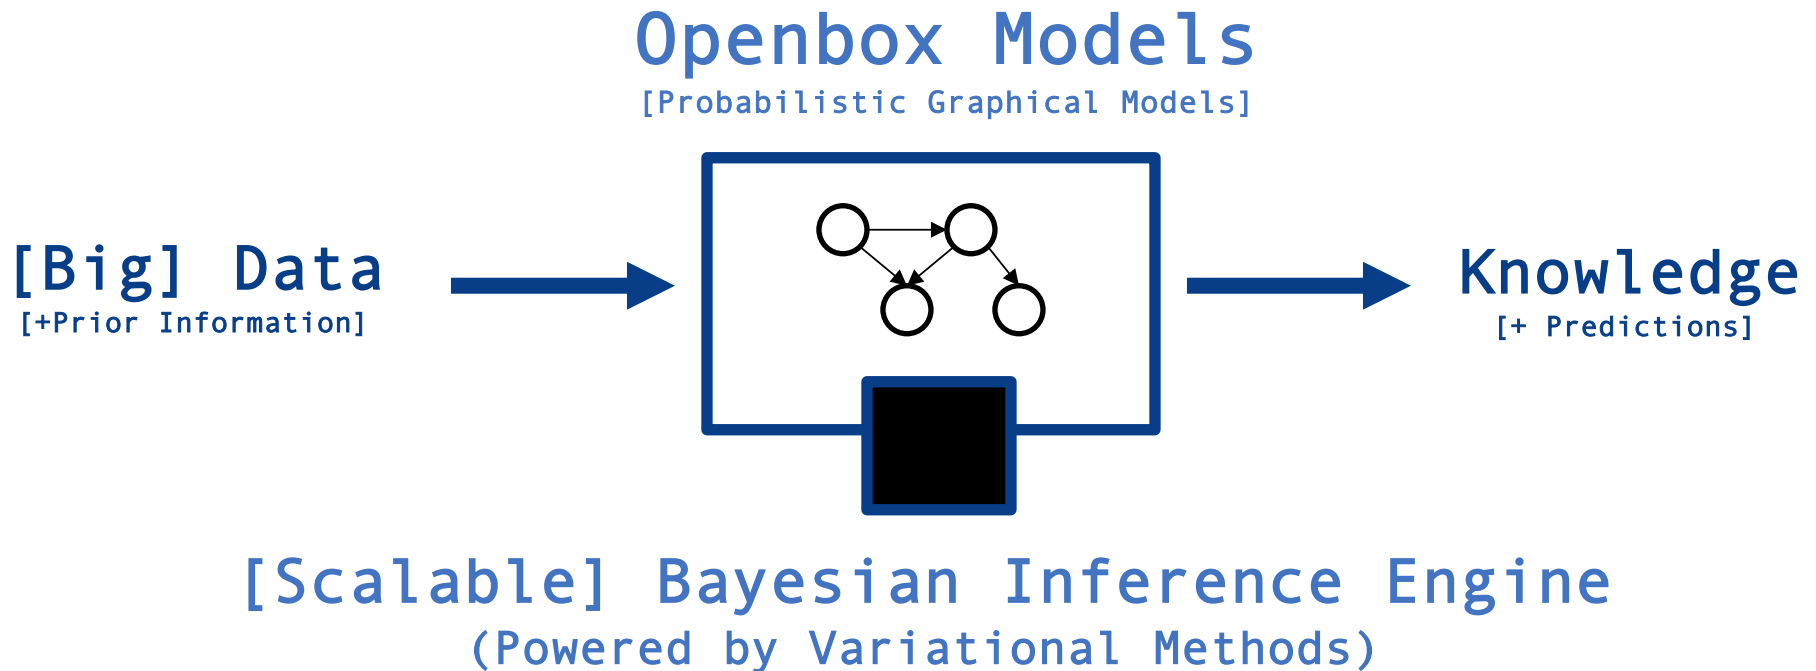 Openbox Models
[Probabilistic Graphical Models]
[Big] Data
[+Prior Information]
Knowledge
[+ Predictions]
[Scalable] Bayesian Inference Engine
(Powered by Variational Methods)